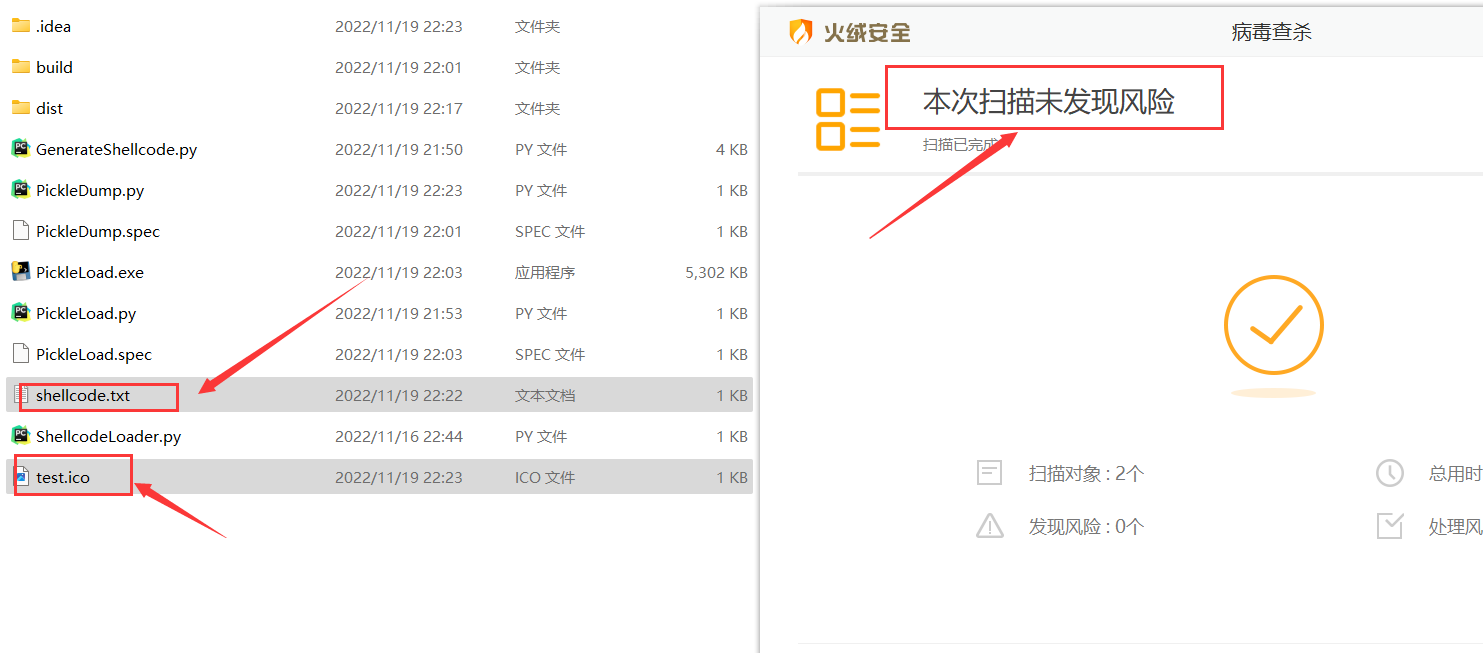 .idea 2022/11/19 22:23 文件夹
build 2022/11/19 22:01 文件夹
dist 2022/11/19 22:17 文件夹
GenerateShellcode.py 2022/11/19 21:50 PY 文件 4 KB
PickleDump.py 2022/11/19 22:23 PY 文件 1 KB
PickleDump.spec 2022/11/19 22:01 SPEC 文件 1 KB
PickleLoad.exe 2022/11/19 22:03 应用程序 5,302 KB
PickleLoad.py 2022/11/19 21:53 PY 文件 1 KB
PickleLoad.spec 2022/11/19 22:03 SPEC 文件 1 KB
shellcode.txt 2022/11/19 22:22 文本文档 1 KB
ShellcodeLoader.py 2022/11/16 22:44 PY 文件 1 KB
test.ico 2022/11/19 22:23 ICO 文件 1 KB
火绒安全
病毒查杀
本次扫描未发现风险
扫描已完成
扫描对象 : 2个
总用时
发现风险 : 0个
处理风